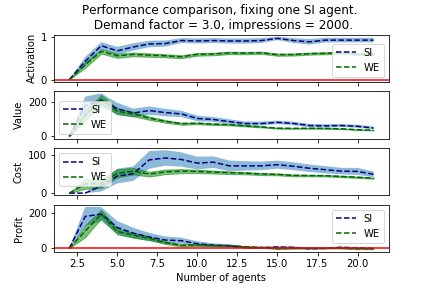 Performance comparison, fixing one SI agent.
Demand factor = 3.0, impressions = 2000.
Activation
1
0
SI
WE
Value
200
0
SI
WE
Cost
100
0
SI
WE
Profit
200
0
SI
WE
2.5 5.0 7.5 10.0 12.5 15.0 17.5 20.0
Number of agents